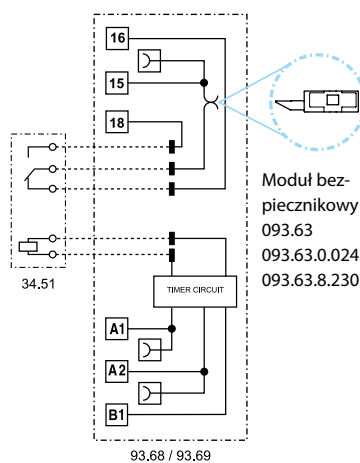 16
15
18
Moduł bez-
piecznikowy
093.63
093.63.0.024
093.63.8.230
34.51
TIMER CIRCUIT
A1
A2
B1
93.68 / 93.69